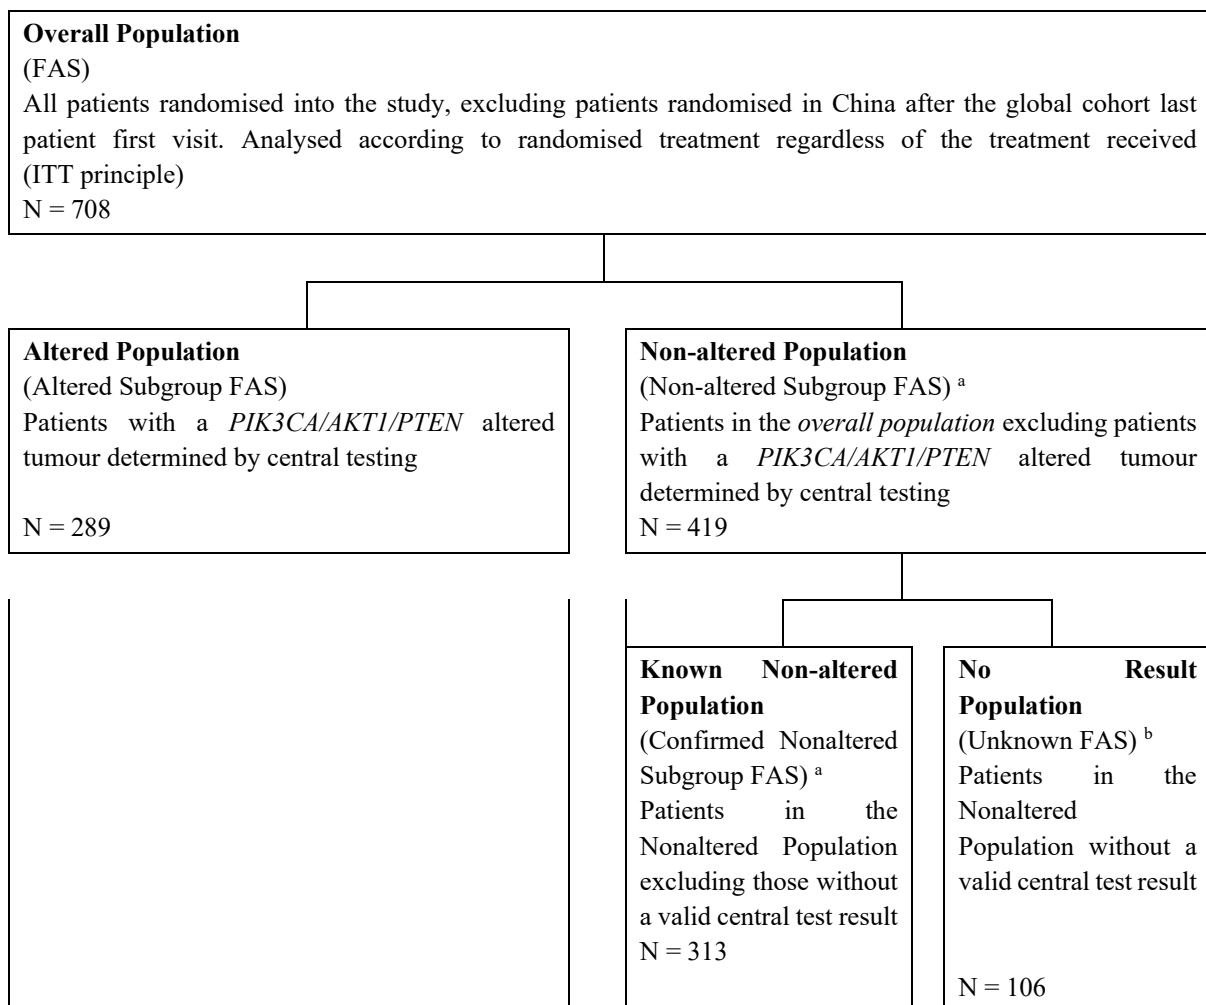 Overall Population
(FAS)
All patients randomised into the study, excluding patients randomised in China after the global cohort last
patient first visit. Analysed according to randomised treatment regardless of the treatment received
(ITT principle)
N = 708
Altered Population
(Altered Subgroup FAS)
Patients with a PIK3CA/AKT1/PTEN altered
tumour determined by central testing
N = 289
Non-altered Population
(Non-altered Subgroup FAS) a
Patients in the overall population excluding patients
with a PIK3CA/AKT1/PTEN altered tumour
determined by central testing
N = 419
Known Non-altered
Population
(Confirmed Nonaltered
Subgroup FAS) a
Patients in the
Nonaltered Population
excluding those without
a valid central test result
N = 313
No Result
Population
(Unknown FAS) b
Patients in the
Nonaltered
Population without a
valid central test result
N = 106